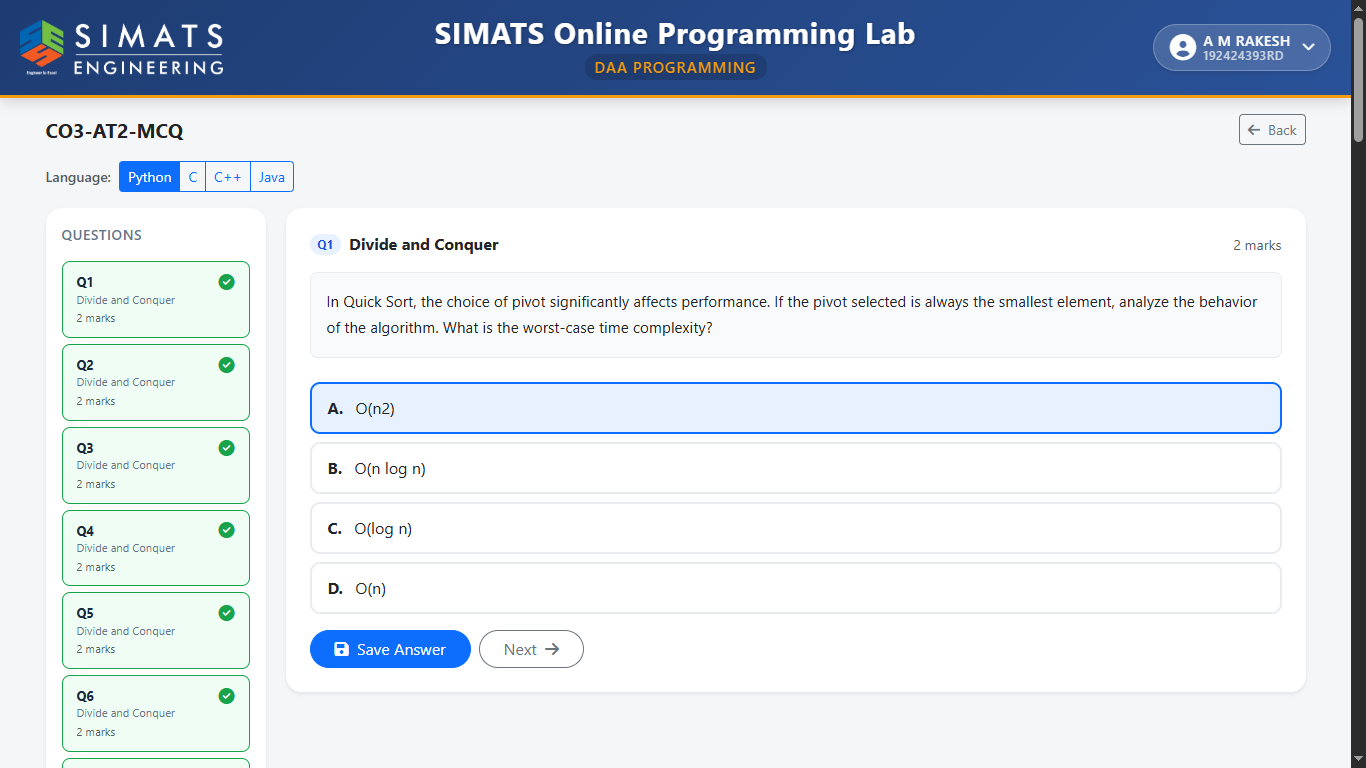 SIMATS
ENGINEERING
Engineer to Excel
SIMATS Online Programming Lab
DAA PROGRAMMING
A M RAKESH
192424393RD
CO3-AT2-MCQ
Back
Language: Python C C++ Java
QUESTIONS
Q1
Divide and Conquer
2 marks
Q2
Divide and Conquer
2 marks
Q3
Divide and Conquer
2 marks
Q4
Divide and Conquer
2 marks
Q5
Divide and Conquer
2 marks
Q6
Divide and Conquer
2 marks
Q1 Divide and Conquer
2 marks
In Quick Sort, the choice of pivot significantly affects performance. If the pivot selected is always the smallest element, analyze the behavior
of the algorithm. What is the worst-case time complexity?
A. O(n2)
B. O(n log n)
C. O(log n)
D. O(n)
Save Answer
Next